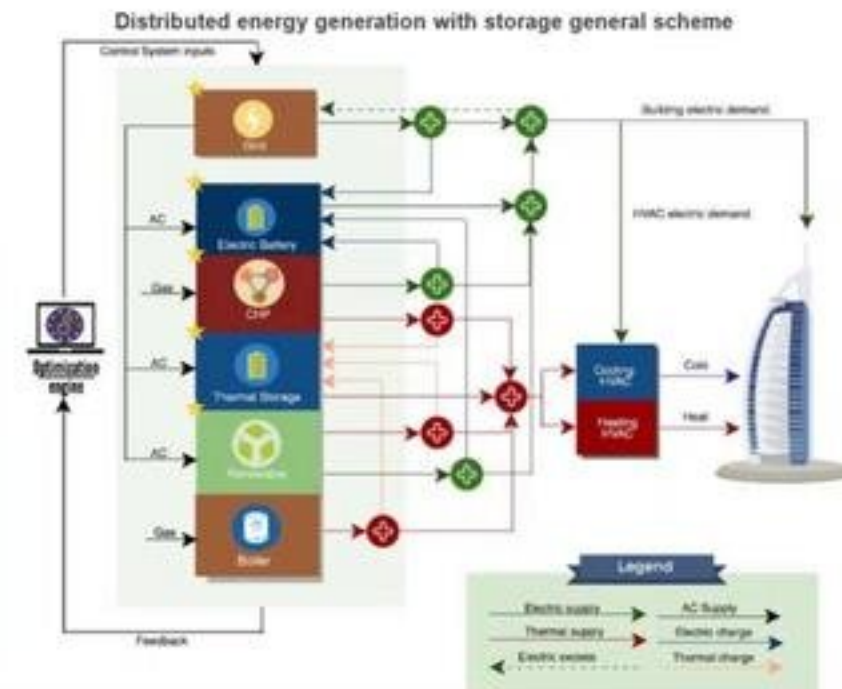 Distributed energy generation with storage general scheme
Control System inputs
Grid
Building electric demand
AC
Electric Battery
HVAC electric demand
Gas
CHP
Optimization
engine
AC
Thermal Storage
Cooling
HVAC
Cold
Heating
HVAC
Heat
AC
Renewable
Gas
Boiler
Feedback
Legend
Electric supply
AC Supply
Thermal supply
Electric charge
Electric excess
Thermal charge